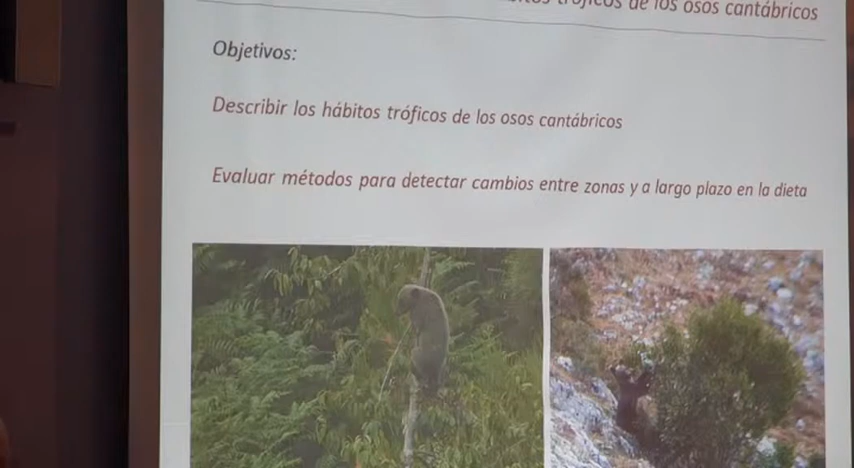 tróficos de los osos cantábricos
Objetivos:
Describir los hábitos tróficos de los osos cantábricos
Evaluar métodos para detectar cambios entre zonas y a largo plazo en la dieta